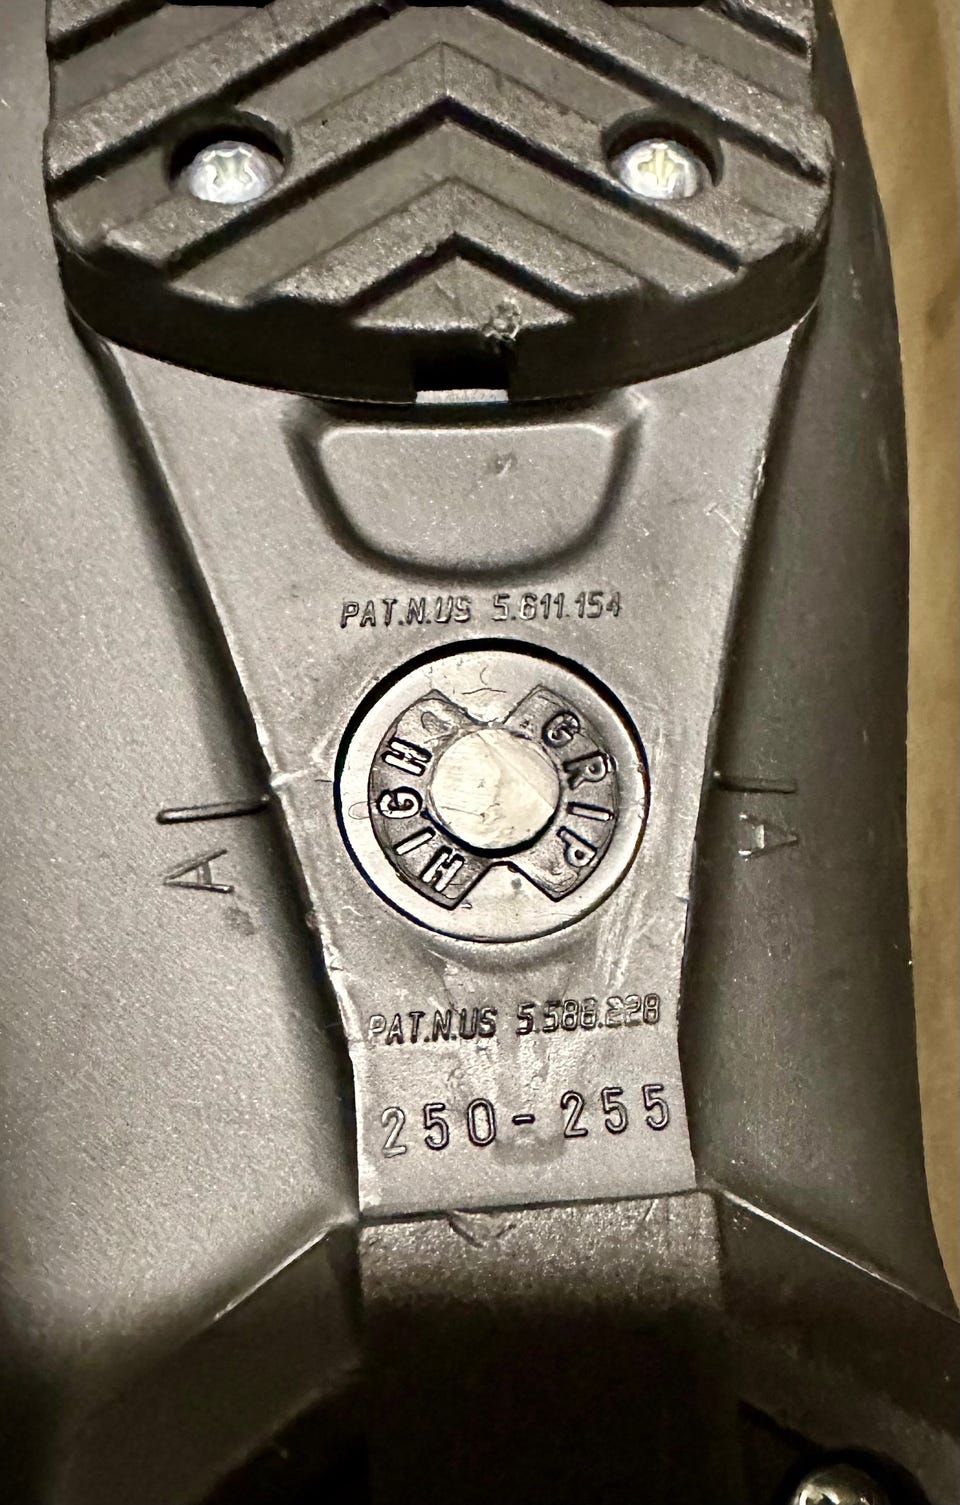 PAT.N.US 5.611.154
HIGH GRIP
A A
PAT.N.US 5.588.228
250-255